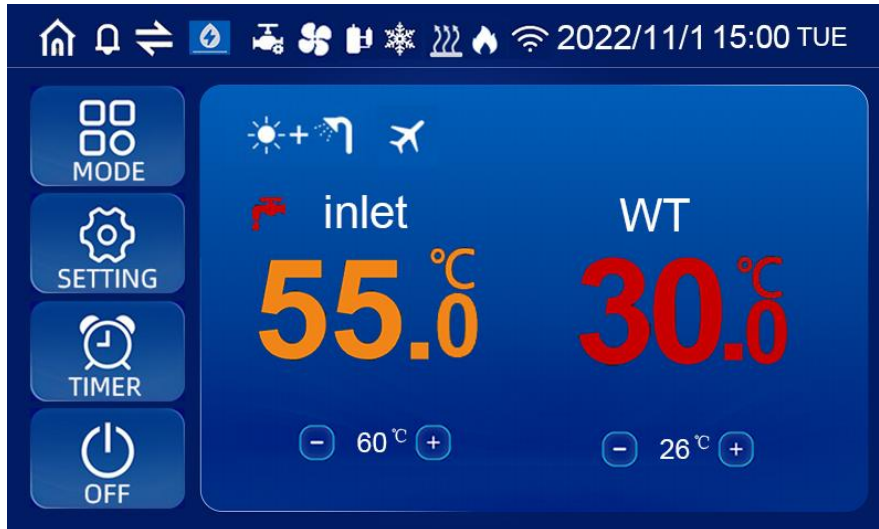 2022/11/1 15:00 TUE
MODE
SETTING
TIMER
OFF
inlet
WT
55.0℃
30.0℃
- 60℃ +
- 26℃ +